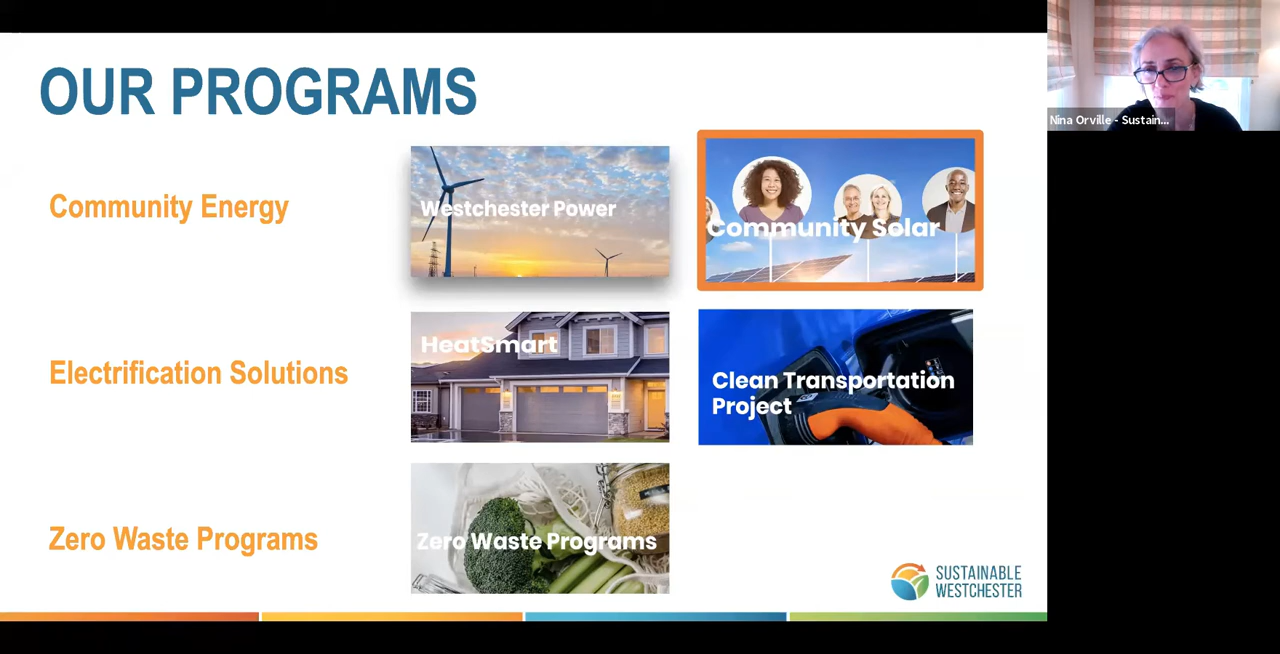 OUR PROGRAMS
Nina Orville - Sustain...
Community Energy
Westchester Power
Community Solar
Electrification Solutions
HeatSmart
Clean Transportation
Project
Zero Waste Programs
Zero Waste Programs
SUSTAINABLE
WESTCHESTER